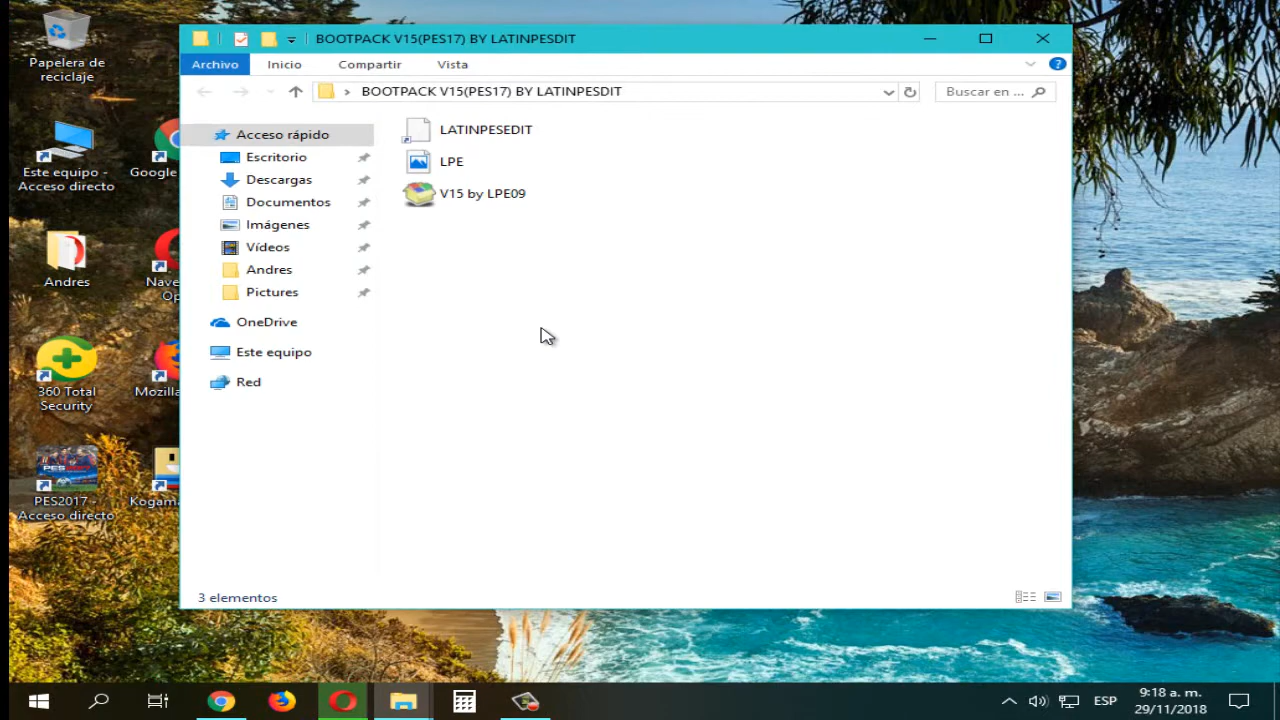 Papelera de
reciclaje
Este equipo -
Acceso directo
Google
Andres
Nave
Op
360 Total
Security
Mozilla
PES2017 -
Acceso directo
Kogama
BOOTPACK V15(PES17) BY LATINPESDIT
Archivo
Inicio
Compartir
Vista
BOOTPACK V15(PES17) BY LATINPESDIT
Buscar en ...
Acceso rápido
Escritorio
Descargas
Documentos
Imágenes
Vídeos
Andres
Pictures
OneDrive
Este equipo
Red
LATINPESEDIT
LPE
V15 by LPE09
3 elementos
ESP
9:18 a. m.
29/11/2018